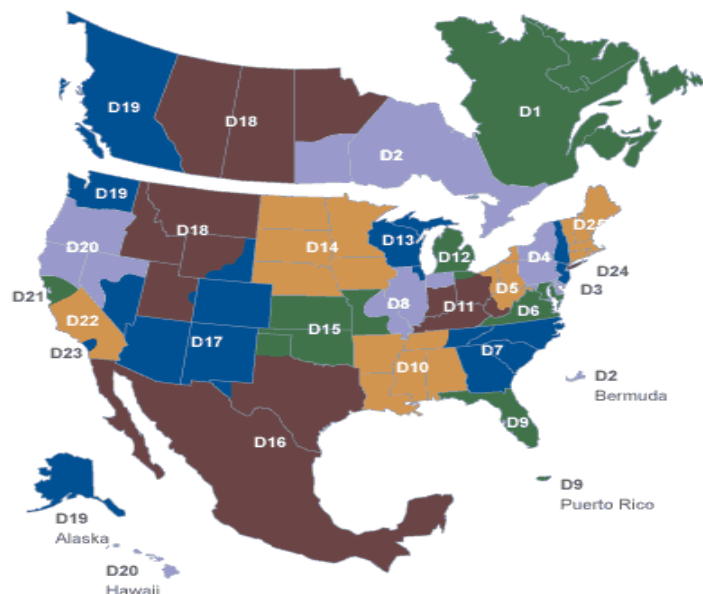 D19
D18
D1
D2
D19
D18
D20
D14
D13
D12
D25
D4
D24
D3
D21
D22
D23
D17
D15
D8
D11
D5
D6
D7
D10
D9
D16
D2
Bermuda
D9
Puerto Rico
D19
Alaska
D20
Hawaii